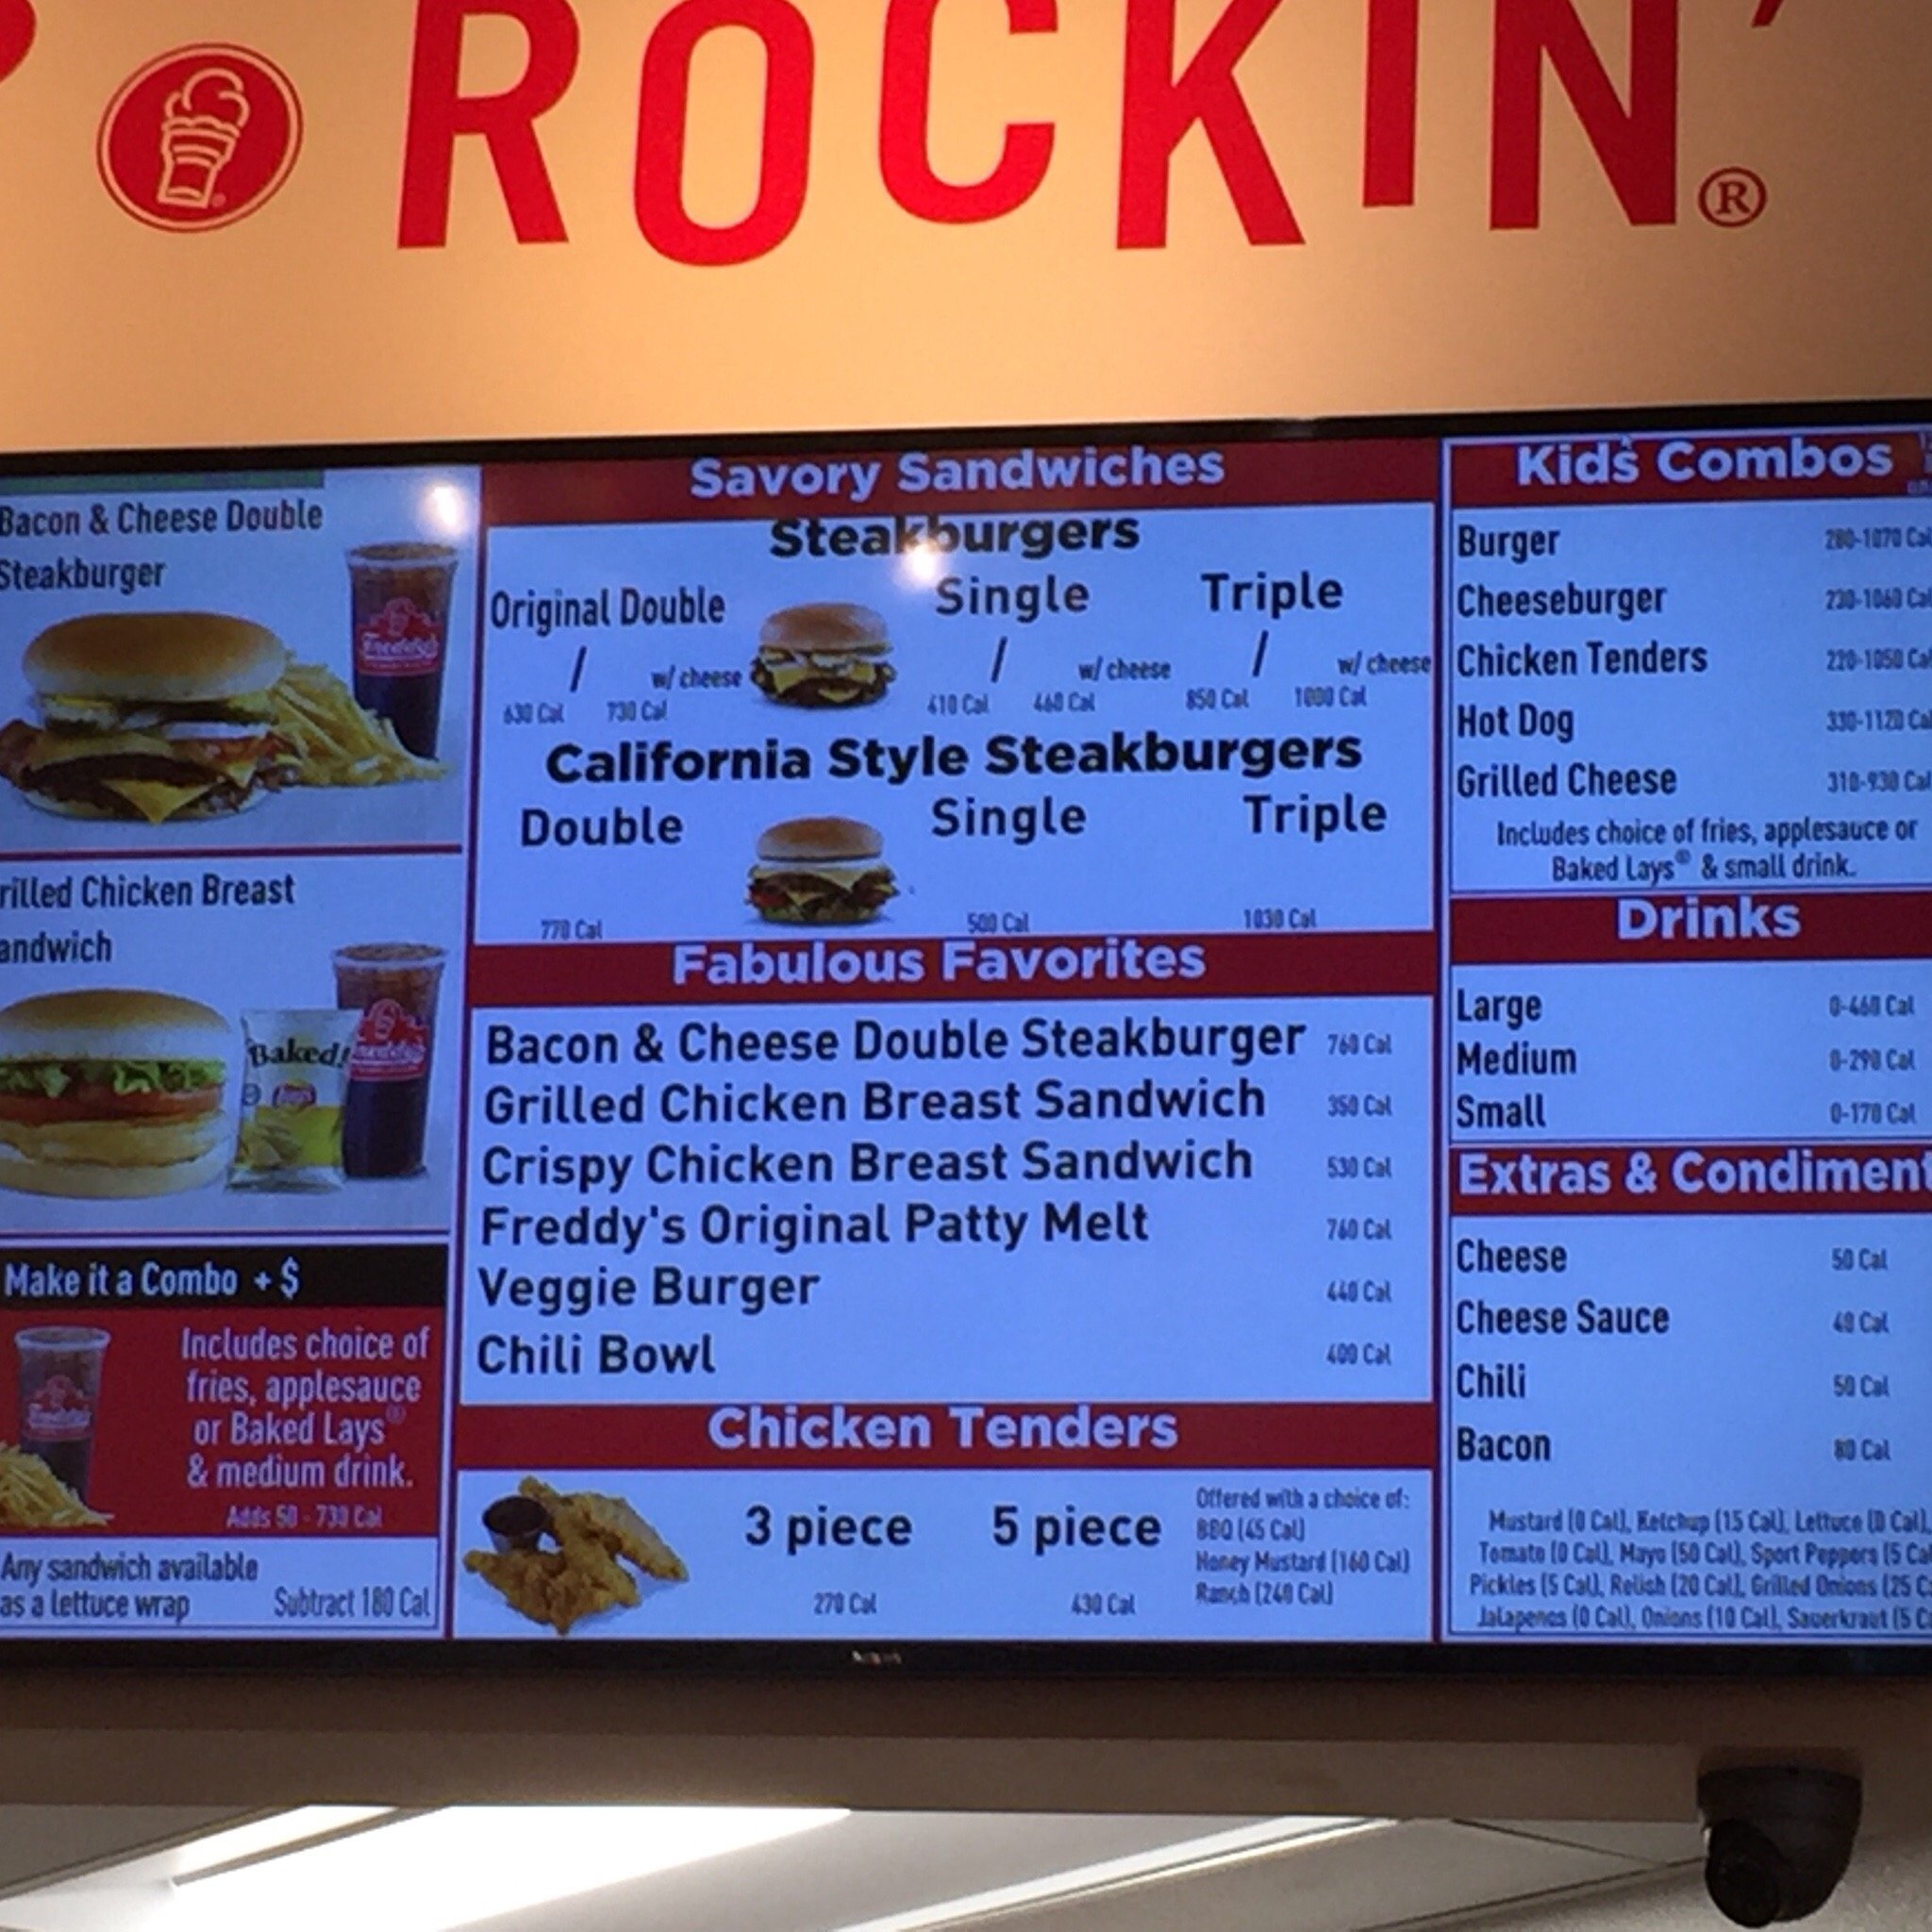 ROCKIN'®
Bacon & Cheese Double
Steakburger
Freddy's
rilled Chicken Breast
andwich
Baked!
Lay's
Freddy's
Make it a Combo + $
Includes choice of
fries, applesauce
or Baked Lays®
& medium drink.
Adds 50 - 730 Cal
Any sandwich available
as a lettuce wrap Subtract 180 Cal
Savory Sandwiches
Steakburgers
Original Double Single Triple
/ w/ cheese / w/ cheese / w/ cheese
630 Cal 730 Cal 410 Cal 460 Cal 850 Cal 1000 Cal
California Style Steakburgers
Double Single Triple
770 Cal 500 Cal 1030 Cal
Fabulous Favorites
Bacon & Cheese Double Steakburger 760 Cal
Grilled Chicken Breast Sandwich 350 Cal
Crispy Chicken Breast Sandwich 530 Cal
Freddy's Original Patty Melt 760 Cal
Veggie Burger 440 Cal
Chili Bowl 400 Cal
Chicken Tenders
3 piece 5 piece
270 Cal 430 Cal
Offered with a choice of:
BBQ (45 Cal)
Honey Mustard (160 Cal)
Ranch (240 Cal)
Kid's Combos
Burger 280-1070 Cal
Cheeseburger 230-1060 Cal
Chicken Tenders 220-1050 Cal
Hot Dog 330-1120 Cal
Grilled Cheese 310-930 Cal
Includes choice of fries, applesauce or
Baked Lays® & small drink.
Drinks
Large 0-460 Cal
Medium 0-290 Cal
Small 0-170 Cal
Extras & Condiment
Cheese 50 Cal
Cheese Sauce 40 Cal
Chili 50 Cal
Bacon 80 Cal
Mustard (0 Cal), Ketchup (15 Cal), Lettuce (0 Cal),
Tomato (0 Cal), Mayo (50 Cal), Sport Peppers (5 Cal
Pickles (5 Cal), Relish (20 Cal), Grilled Onions (25 C
Jalapenos (0 Cal), Onions (10 Cal), Sauerkraut (5 C